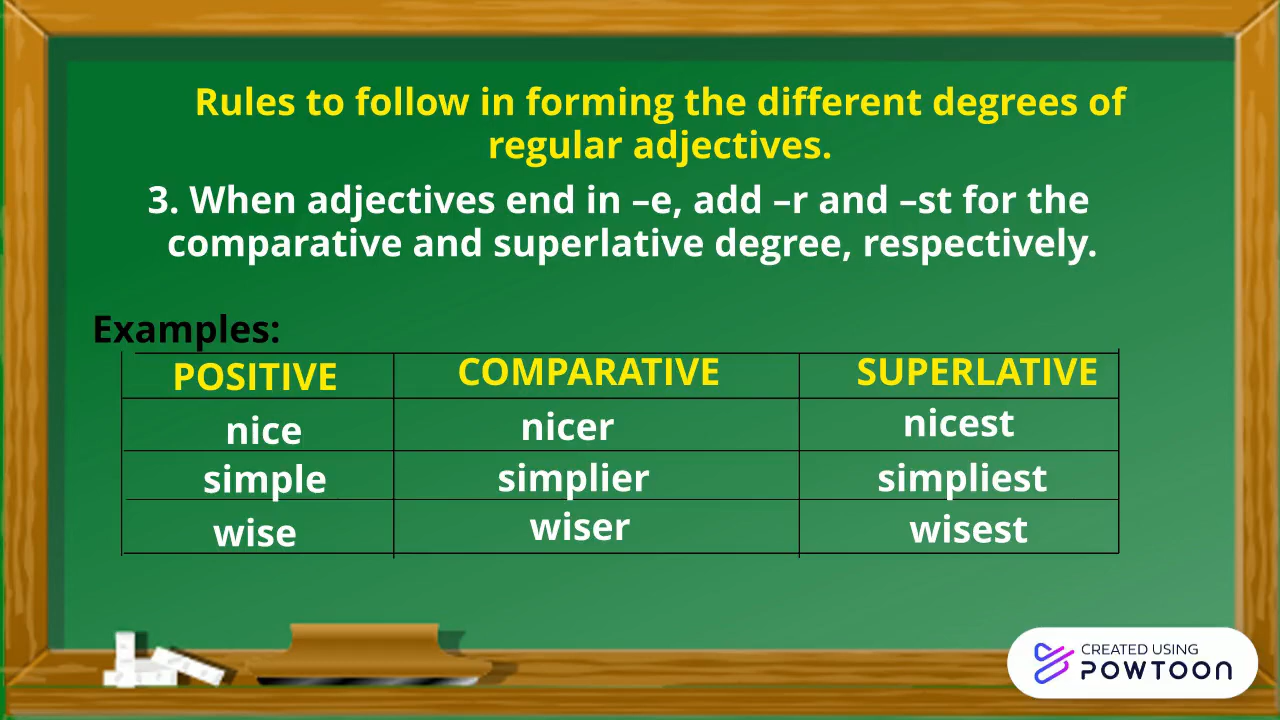 Rules to follow in forming the different degrees of
regular adjectives.
3. When adjectives end in –e, add –r and –st for the
comparative and superlative degree, respectively.
Examples:
POSITIVE COMPARATIVE SUPERLATIVE
nice nicer nicest
simple simplier simpliest
wise wiser wisest
CREATED USING
POWTOON